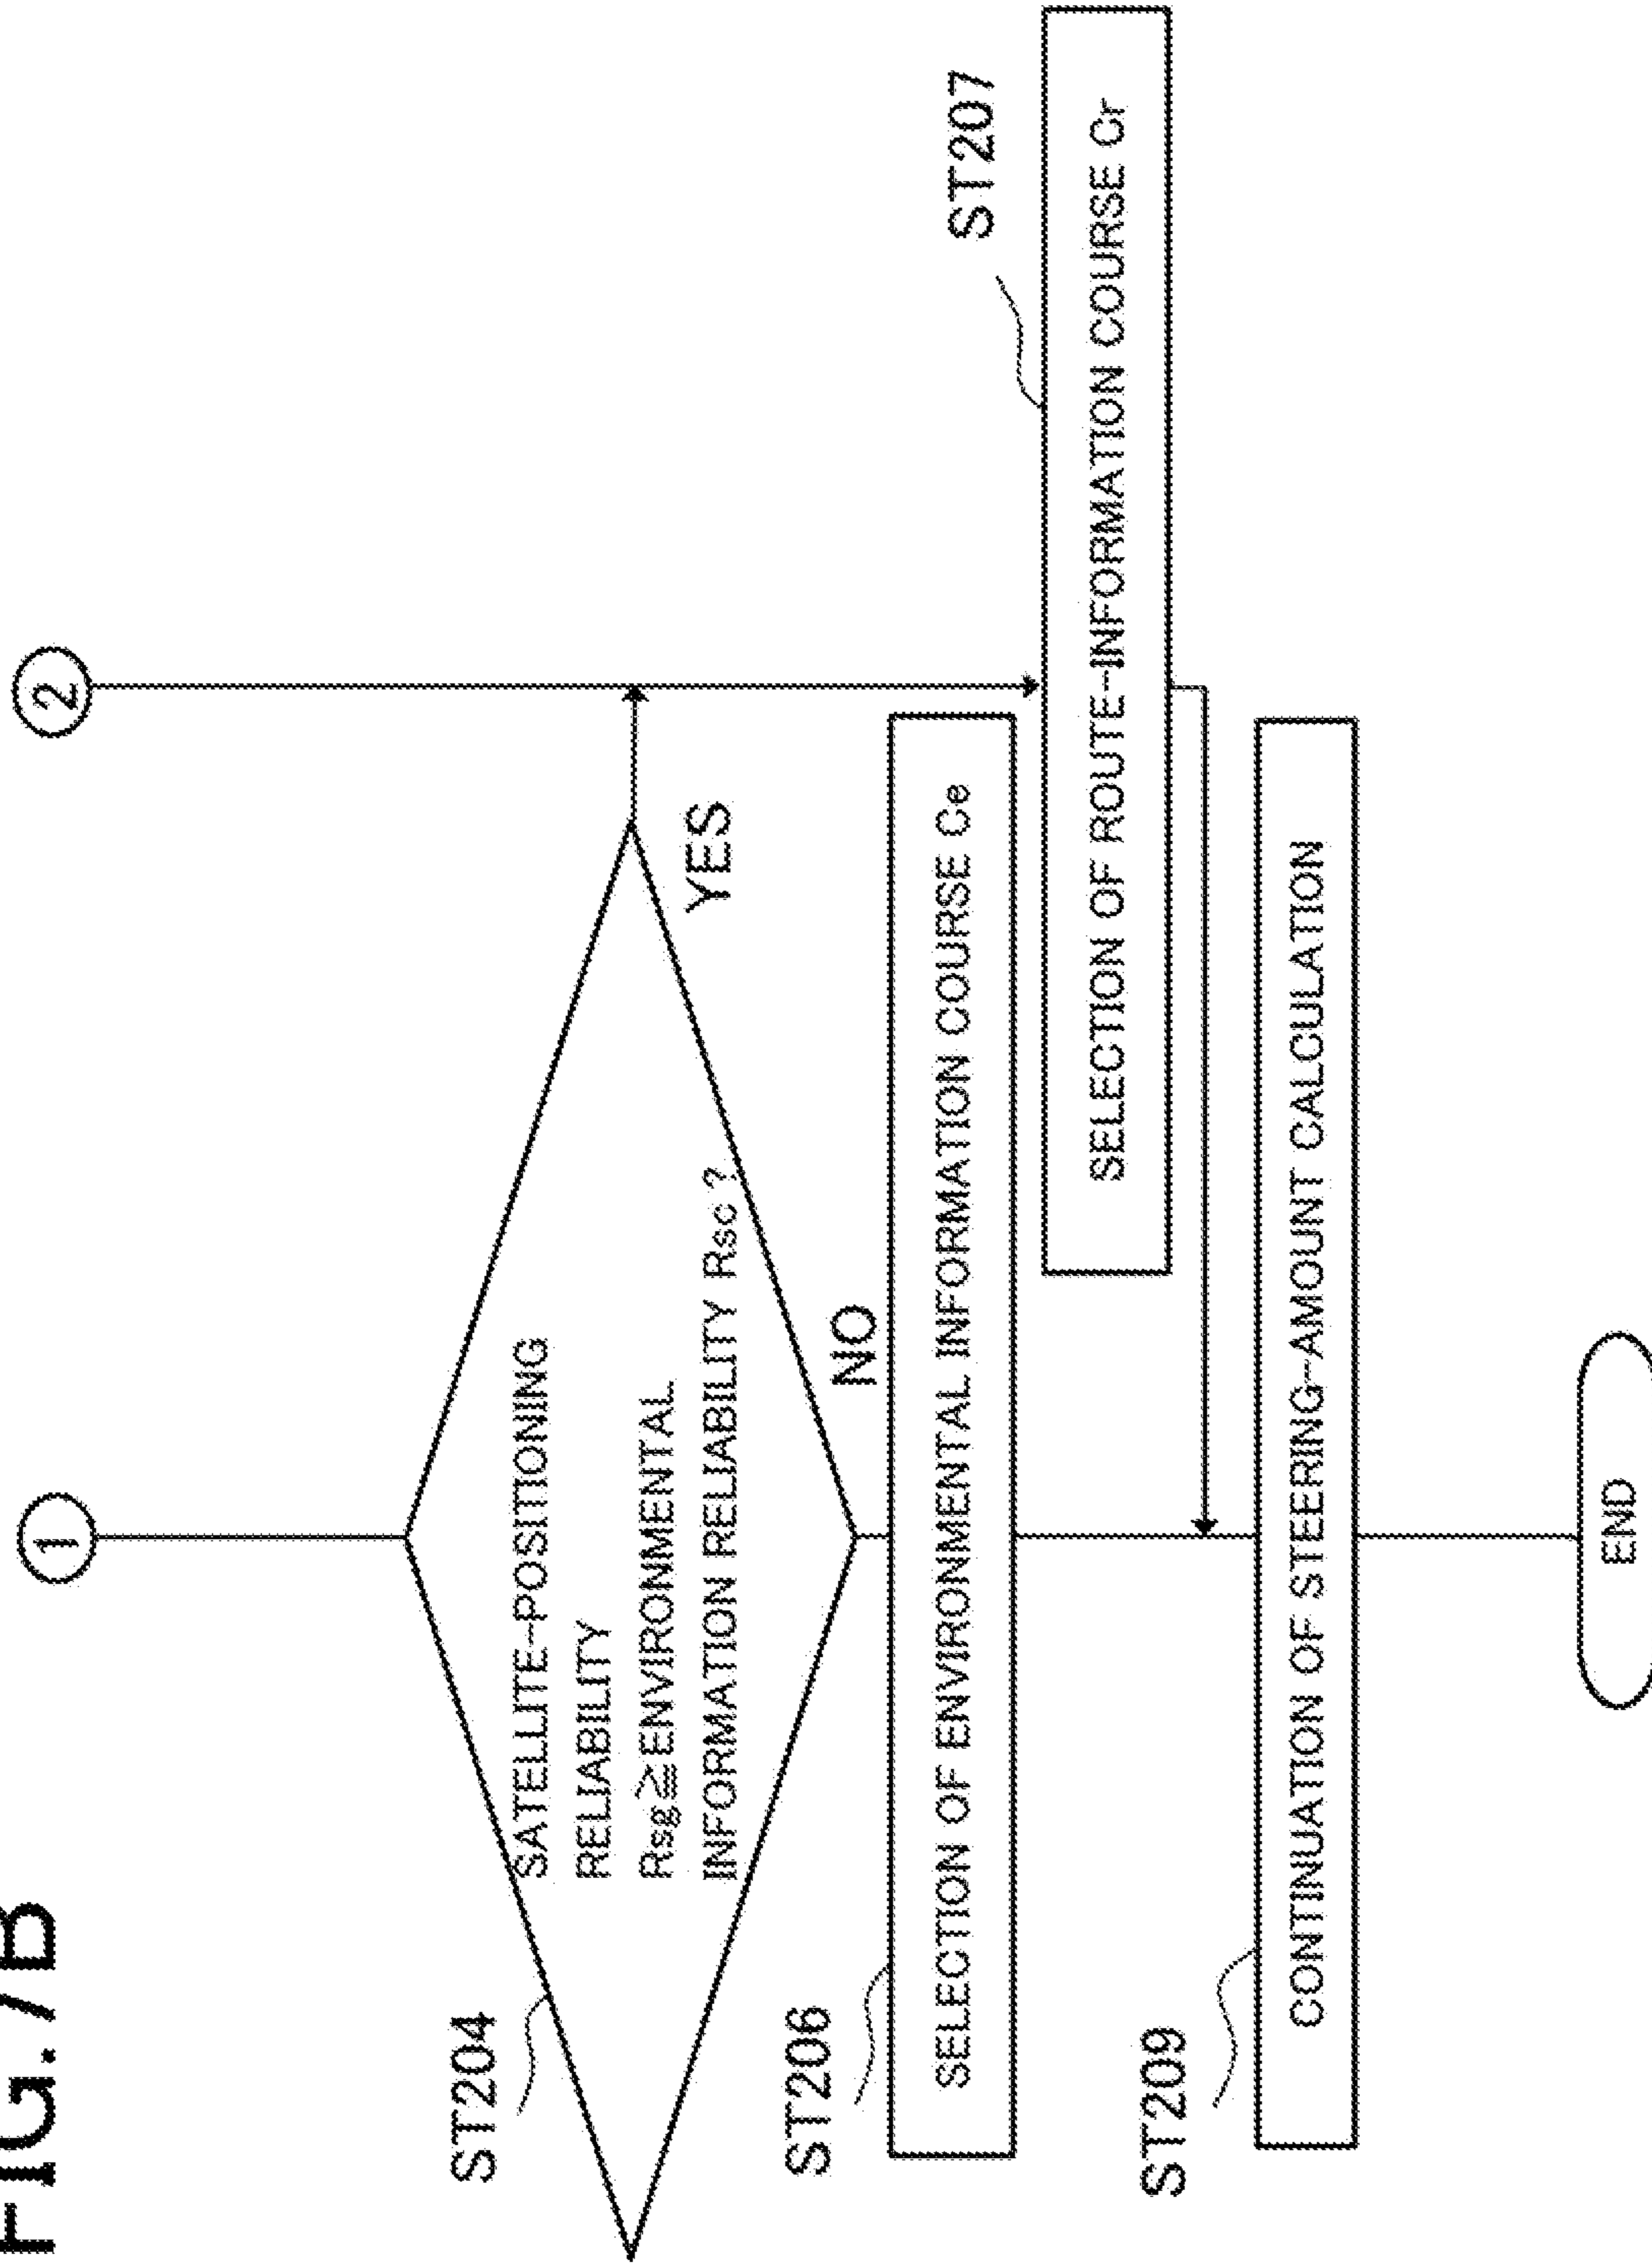 FIG. 7B
1
2
ST204
SATELLITE-POSITIONING
RELIABILITY
Rsg≧ENVIRONMENTAL
INFORMATION RELIABILITY Rsc ?
YES
NO
ST206
SELECTION OF ENVIRONMENTAL INFORMATION COURSE Ce
ST207
SELECTION OF ROUTE-INFORMATION COURSE Cr
ST209
CONTINUATION OF STEERING-AMOUNT CALCULATION
END